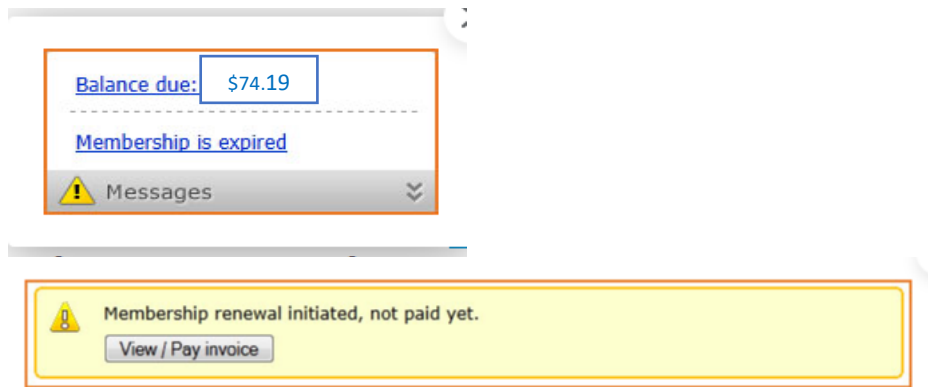 Balance due: $74.19
Membership is expired
Messages
Membership renewal initiated, not paid yet.
View / Pay invoice